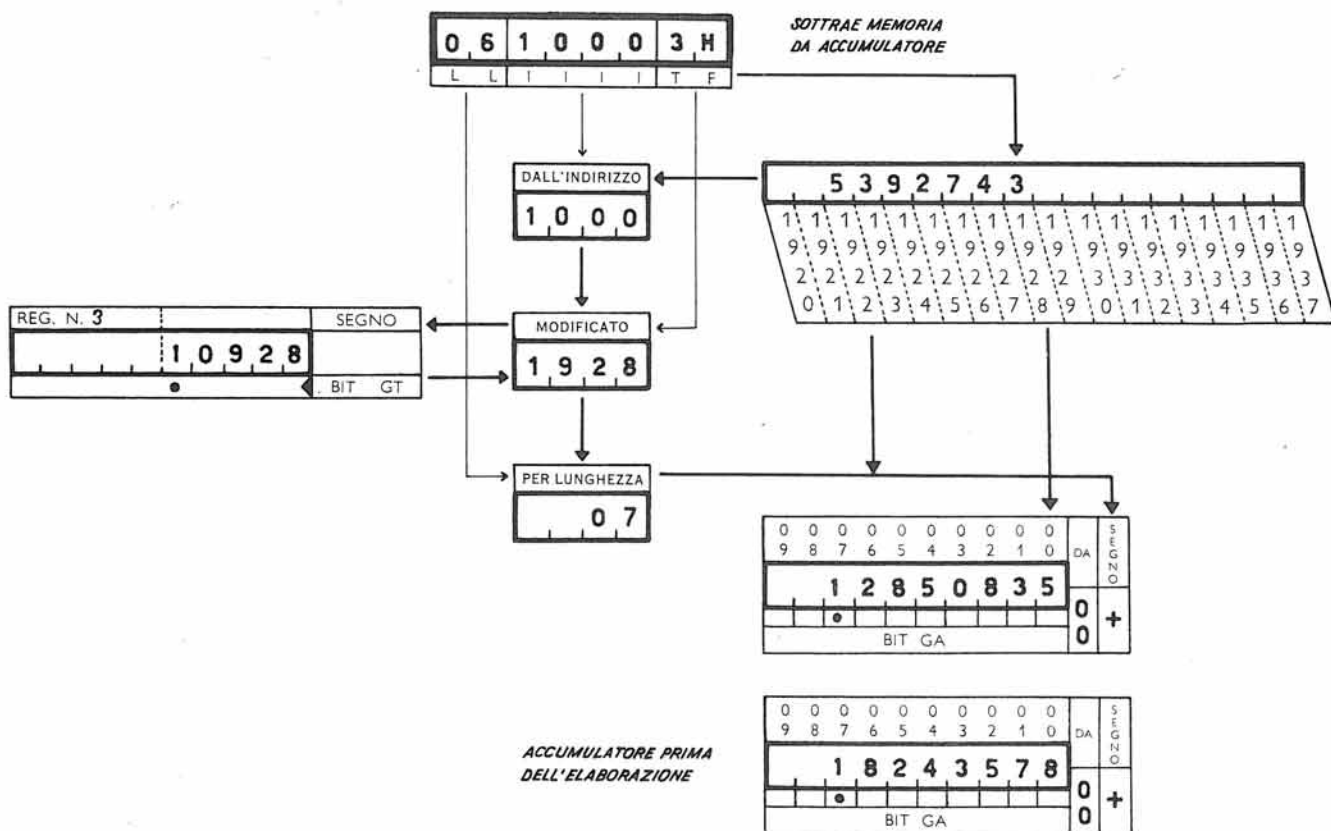 SOTTRAE MEMORIA
DA ACCUMULATORE
0 6 1 0 0 0 3 H
L L I I I I T F
DALL'INDIRIZZO
1 0 0 0
5 3 9 2 7 4 3
1 1 1 1 1 1 1 1 1 1 1 1 1 1 1 1 1 1
9 9 9 9 9 9 9 9 9 9 9 9 9 9 9 9 9 9
2 2 2 2 2 2 2 2 2 2 3 3 3 3 3 3 3 3
0 1 2 3 4 5 6 7 8 9 0 1 2 3 4 5 6 7
REG. N. 3 SEGNO
1 0 9 2 8
BIT GT
MODIFICATO
1 9 2 8
PER LUNGHEZZA
0 7
0 0 0 0 0 0 0 0 0 0
9 8 7 6 5 4 3 2 1 0
DA SEGNO
1 2 8 5 0 8 3 5
00 +
BIT GA
ACCUMULATORE PRIMA
DELL'ELABORAZIONE
0 0 0 0 0 0 0 0 0 0
9 8 7 6 5 4 3 2 1 0
DA SEGNO
1 8 2 4 3 5 7 8
00 +
BIT GA